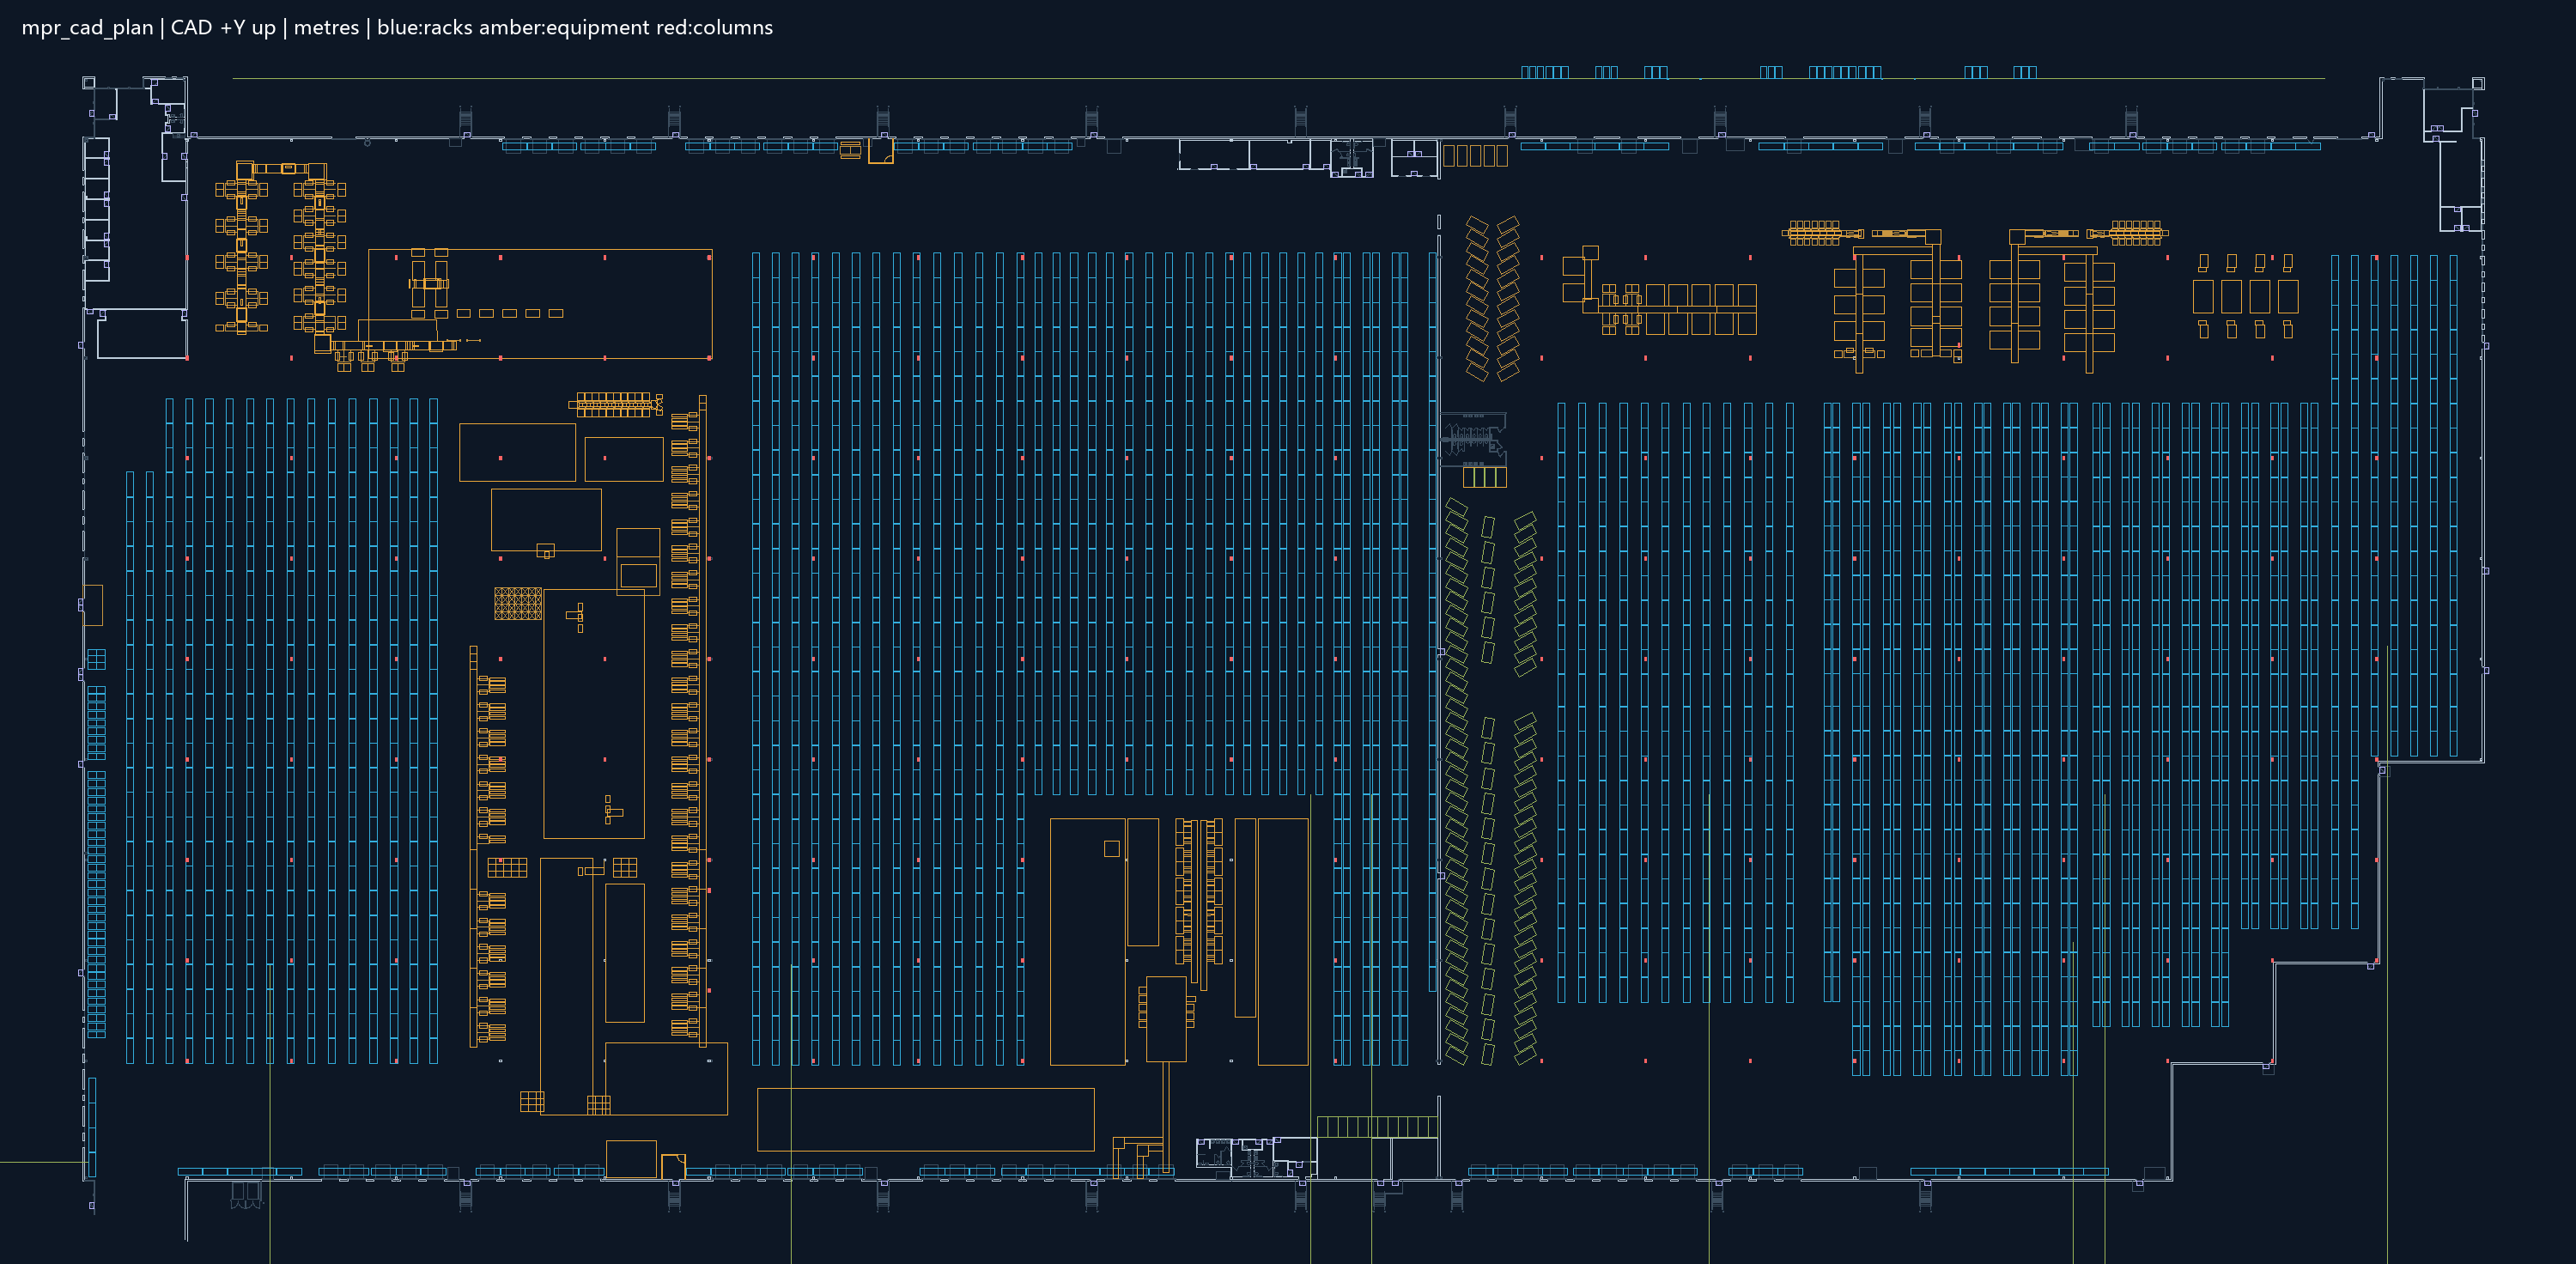 mpr_cad_plan | CAD +Y up | metres | blue:racks amber:equipment red:columns